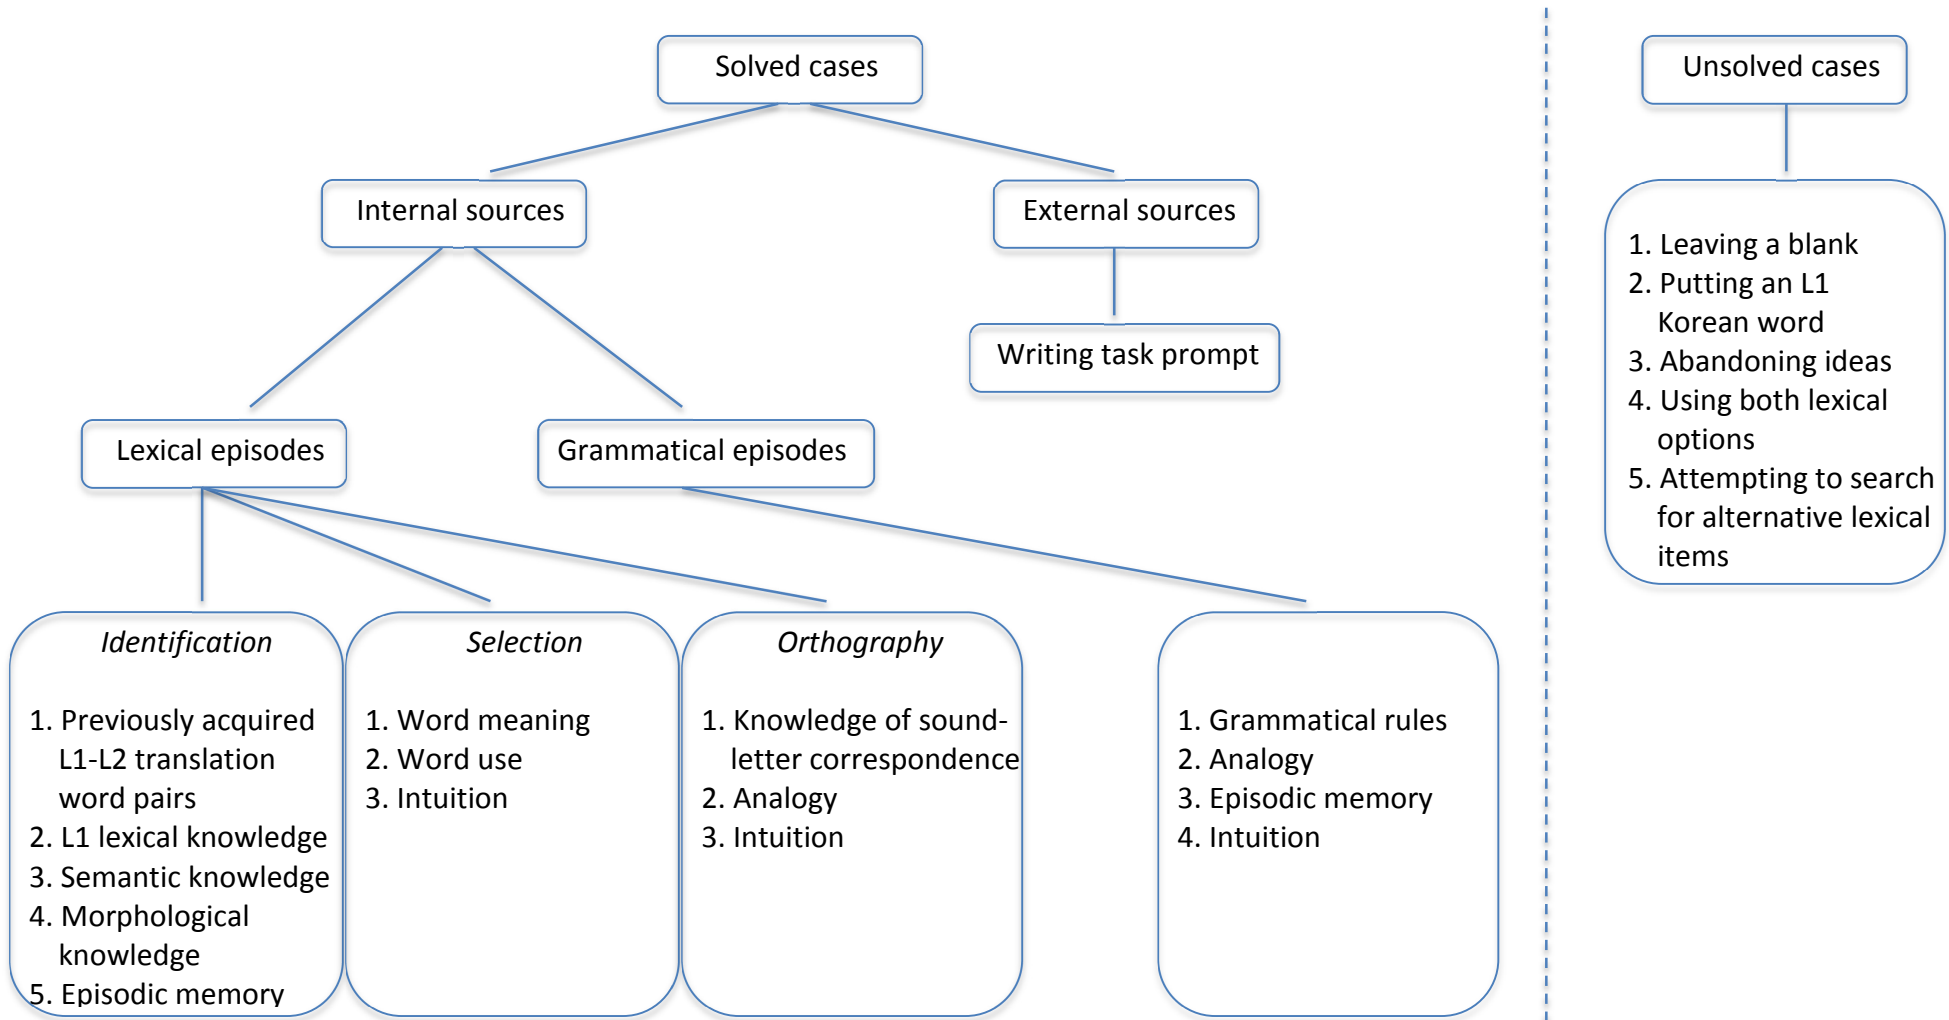 Solved cases
Unsolved cases
Internal sources
External sources
Writing task prompt
1. Leaving a blank
2. Putting an L1
Korean word
3. Abandoning ideas
4. Using both lexical
options
5. Attempting to search
for alternative lexical
items
Lexical episodes
Grammatical episodes
Identification
1. Previously acquired
L1-L2 translation
word pairs
2. L1 lexical knowledge
3. Semantic knowledge
4. Morphological
knowledge
5. Episodic memory
Selection
1. Word meaning
2. Word use
3. Intuition
Orthography
1. Knowledge of sound-
letter correspondence
2. Analogy
3. Intuition
1. Grammatical rules
2. Analogy
3. Episodic memory
4. Intuition